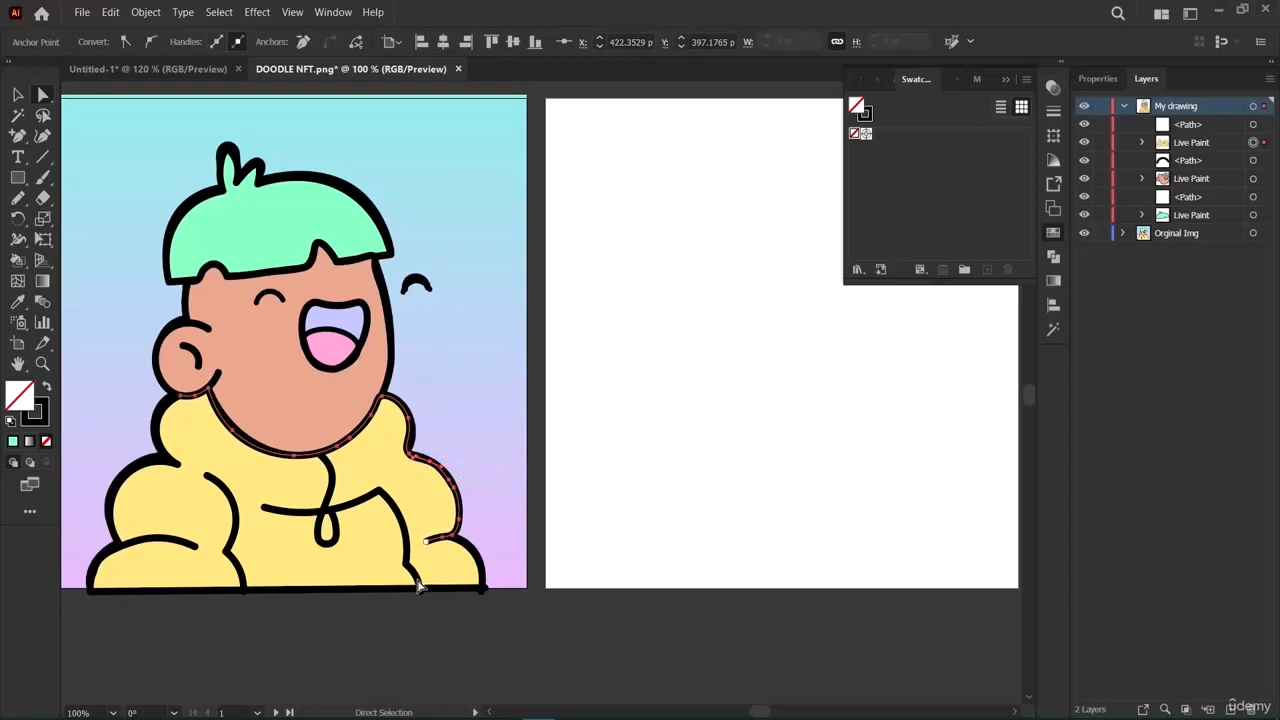 Ai File Edit Object Type Select Effect View Window Help
Anchor Point Convert: Handles: Anchors: X: 422.3529 p Y: 397.1765 p W: H:
Untitled-1* @ 120 % (RGB/Preview) × DOODLE NFT.png* @ 100 % (RGB/Preview) ×
Swatc... M Properties Layers
My drawing
<Path>
Live Paint
<Path>
Live Paint
<Path>
Live Paint
Orginal Img
100% 0° 1 Direct Selection 2 Layers
ûdemy